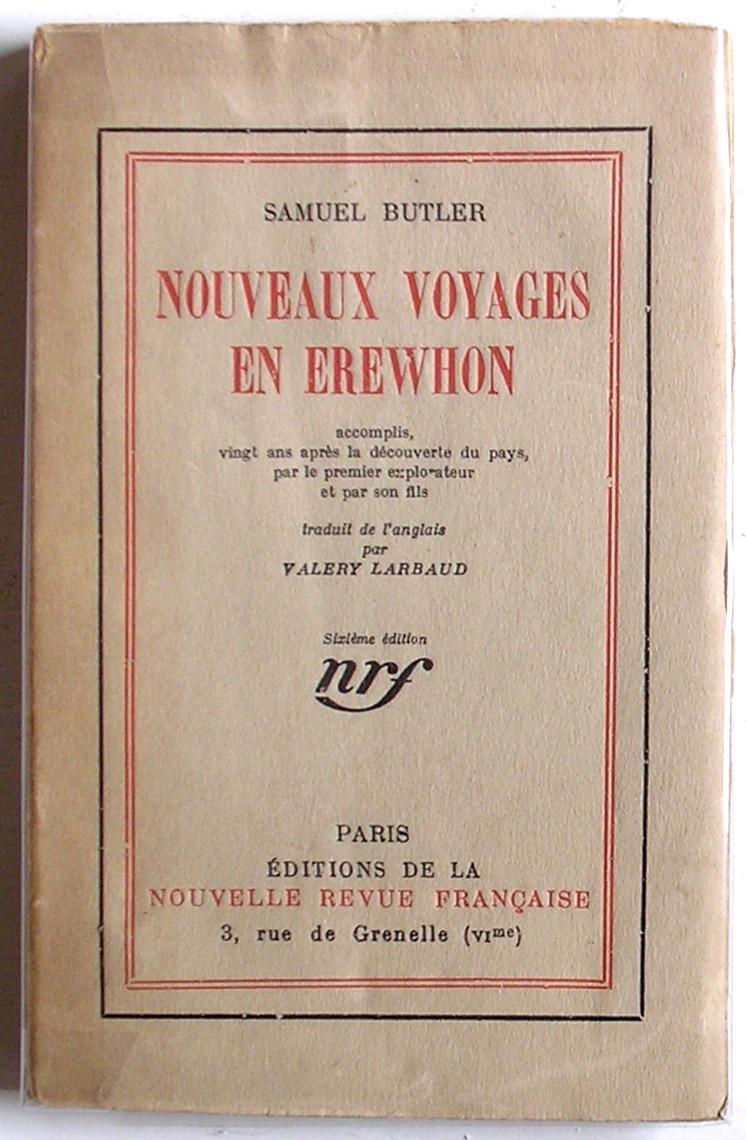 SAMUEL BUTLER
NOUVEAUX VOYAGES
EN EREWHON
accomplis,
vingt ans après la découverte du pays,
par le premier explorateur
et par son fils
traduit de l'anglais
par
VALERY LARBAUD
Sixième édition
nrf
PARIS
ÉDITIONS DE LA
NOUVELLE REVUE FRANÇAISE
3, rue de Grenelle (VIme)